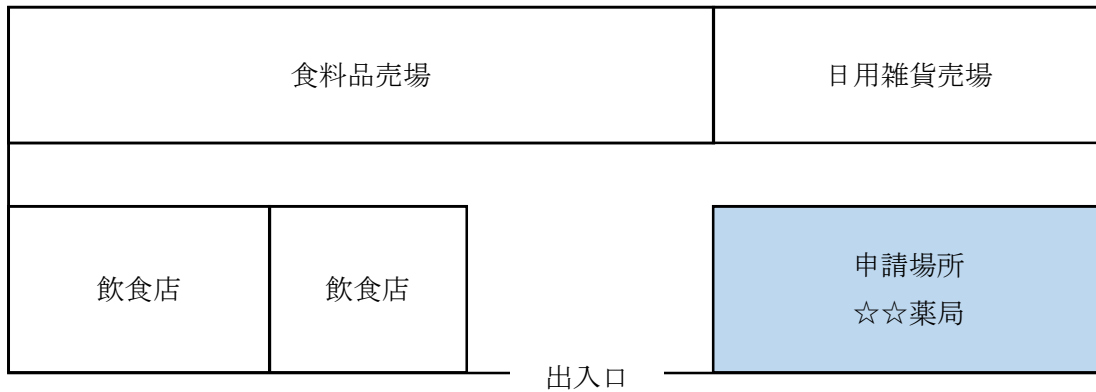 食料品売場
日用雑貨売場
飲食店
飲食店
申請場所
☆☆薬局
出入口